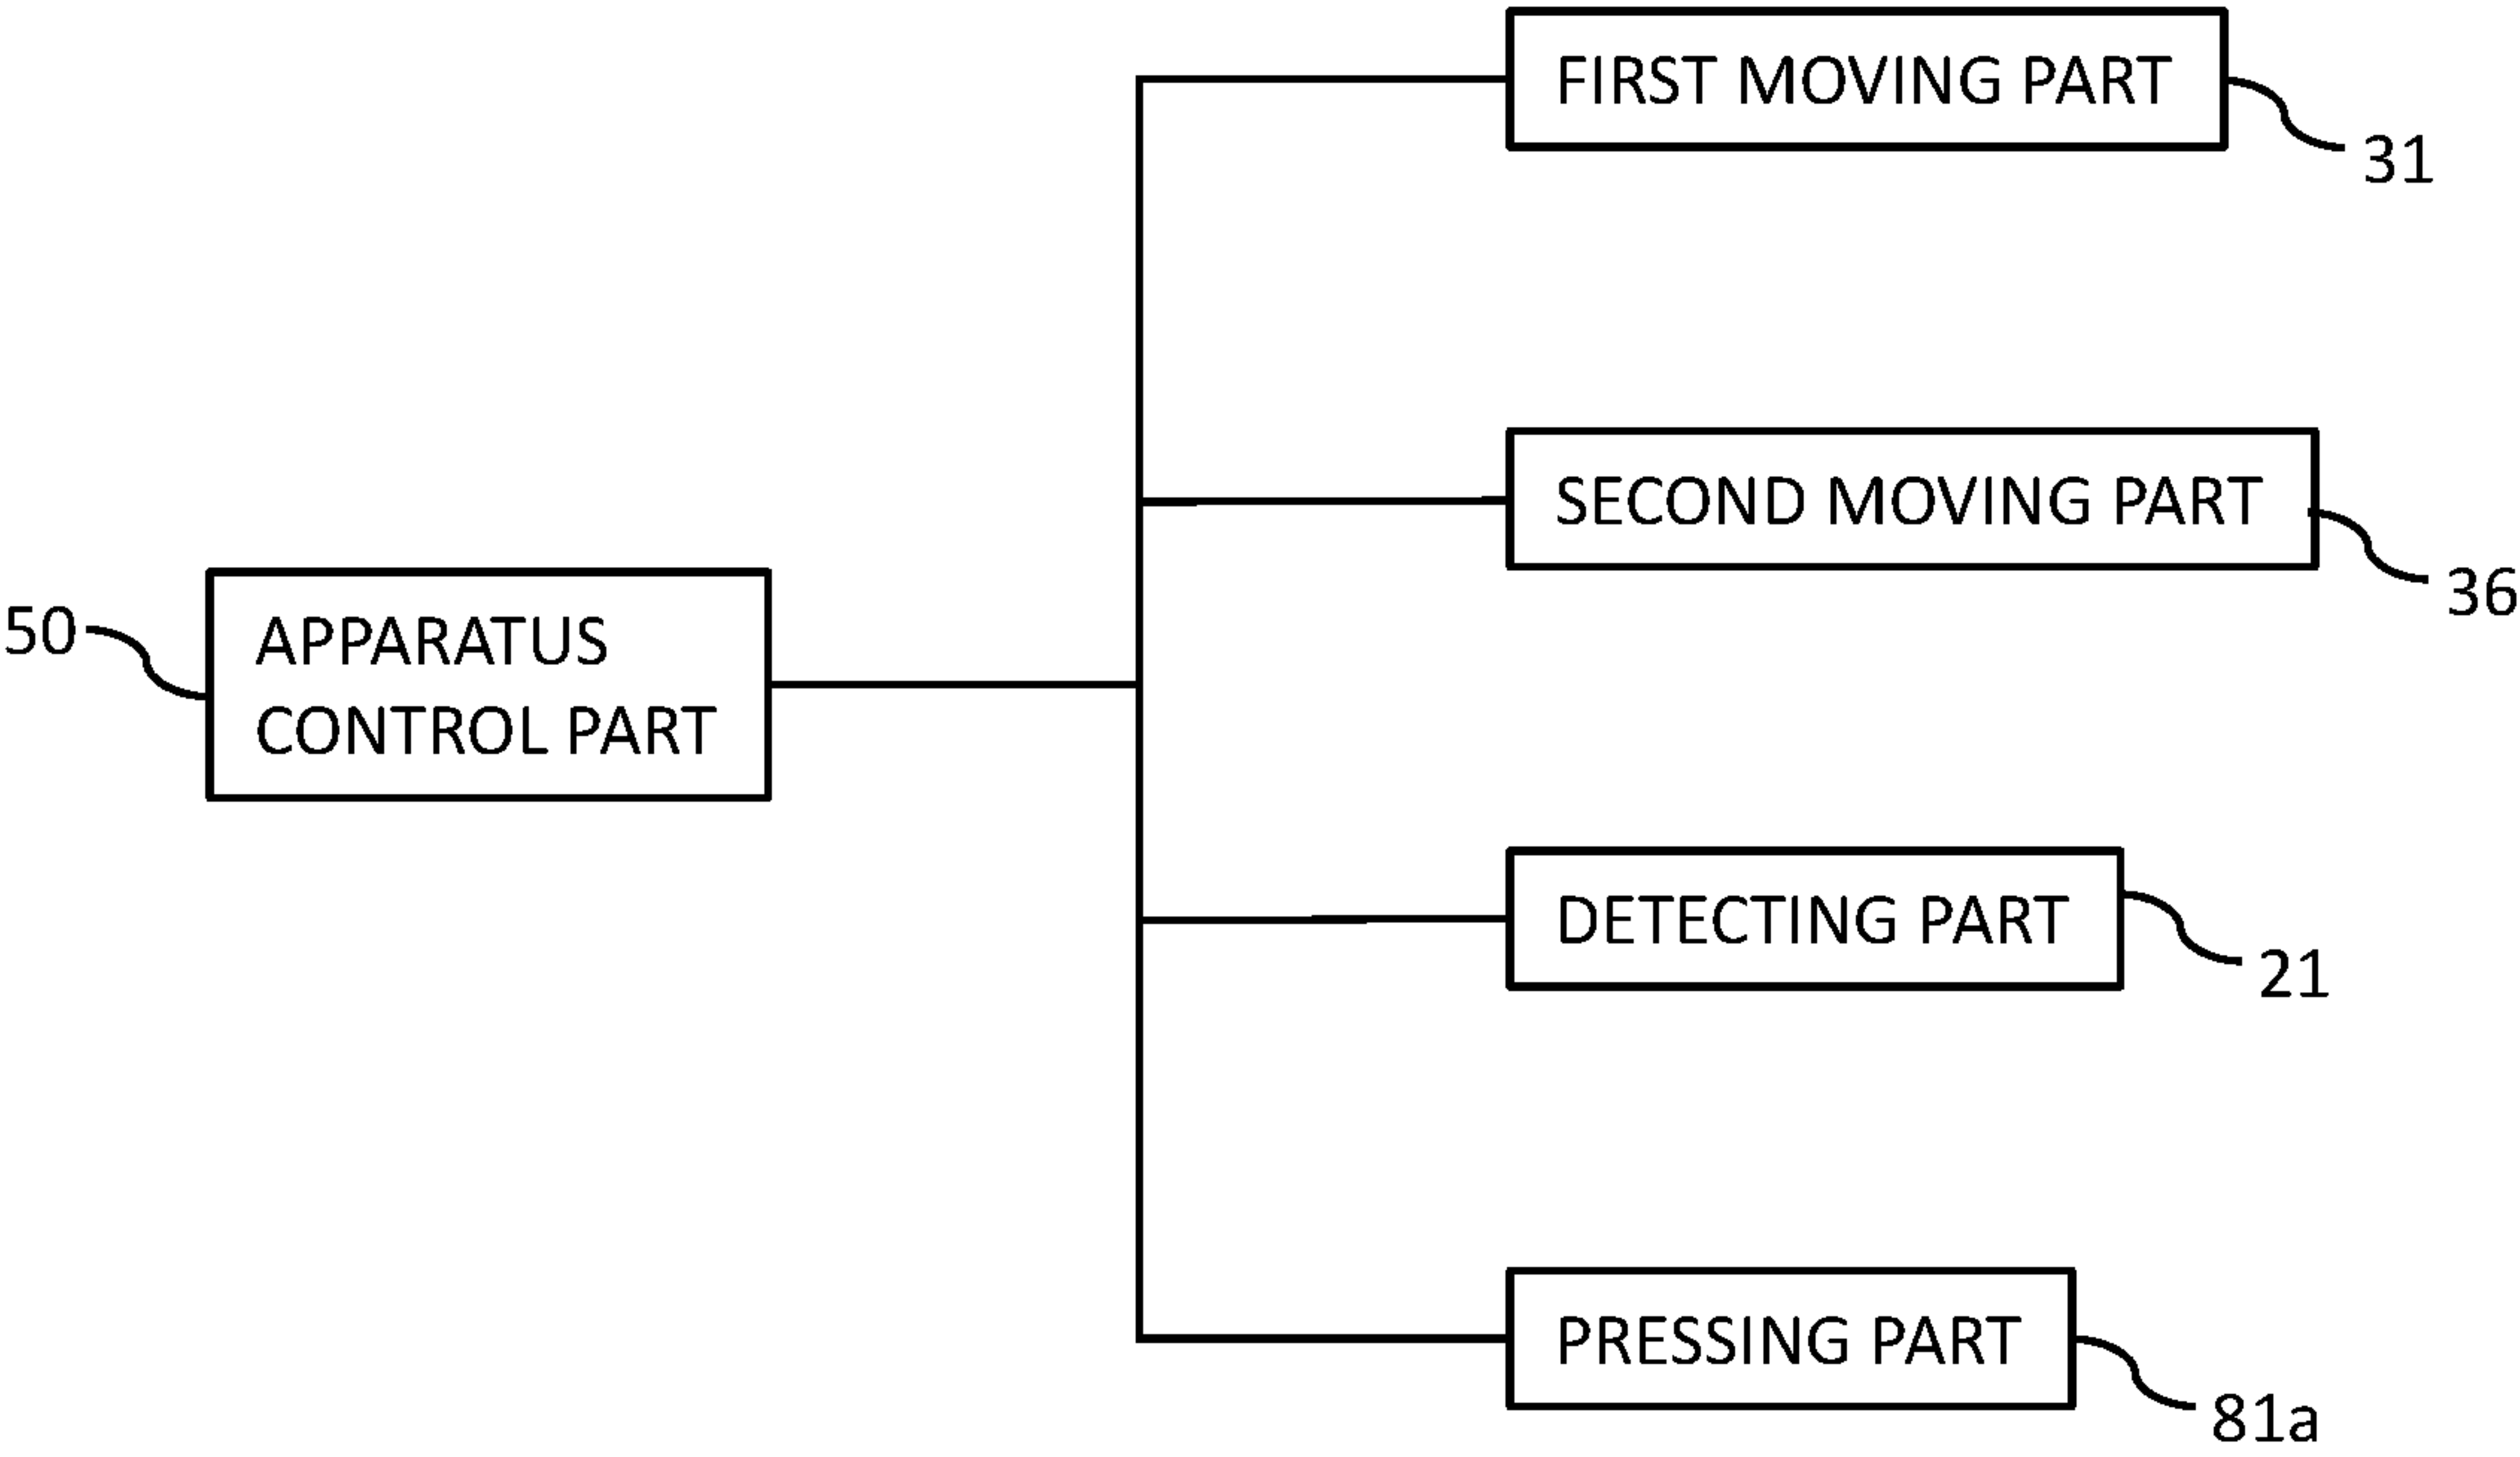 FIRST MOVING PART
31
SECOND MOVING PART
36
50
APPARATUS
CONTROL PART
DETECTING PART
21
PRESSING PART
81a